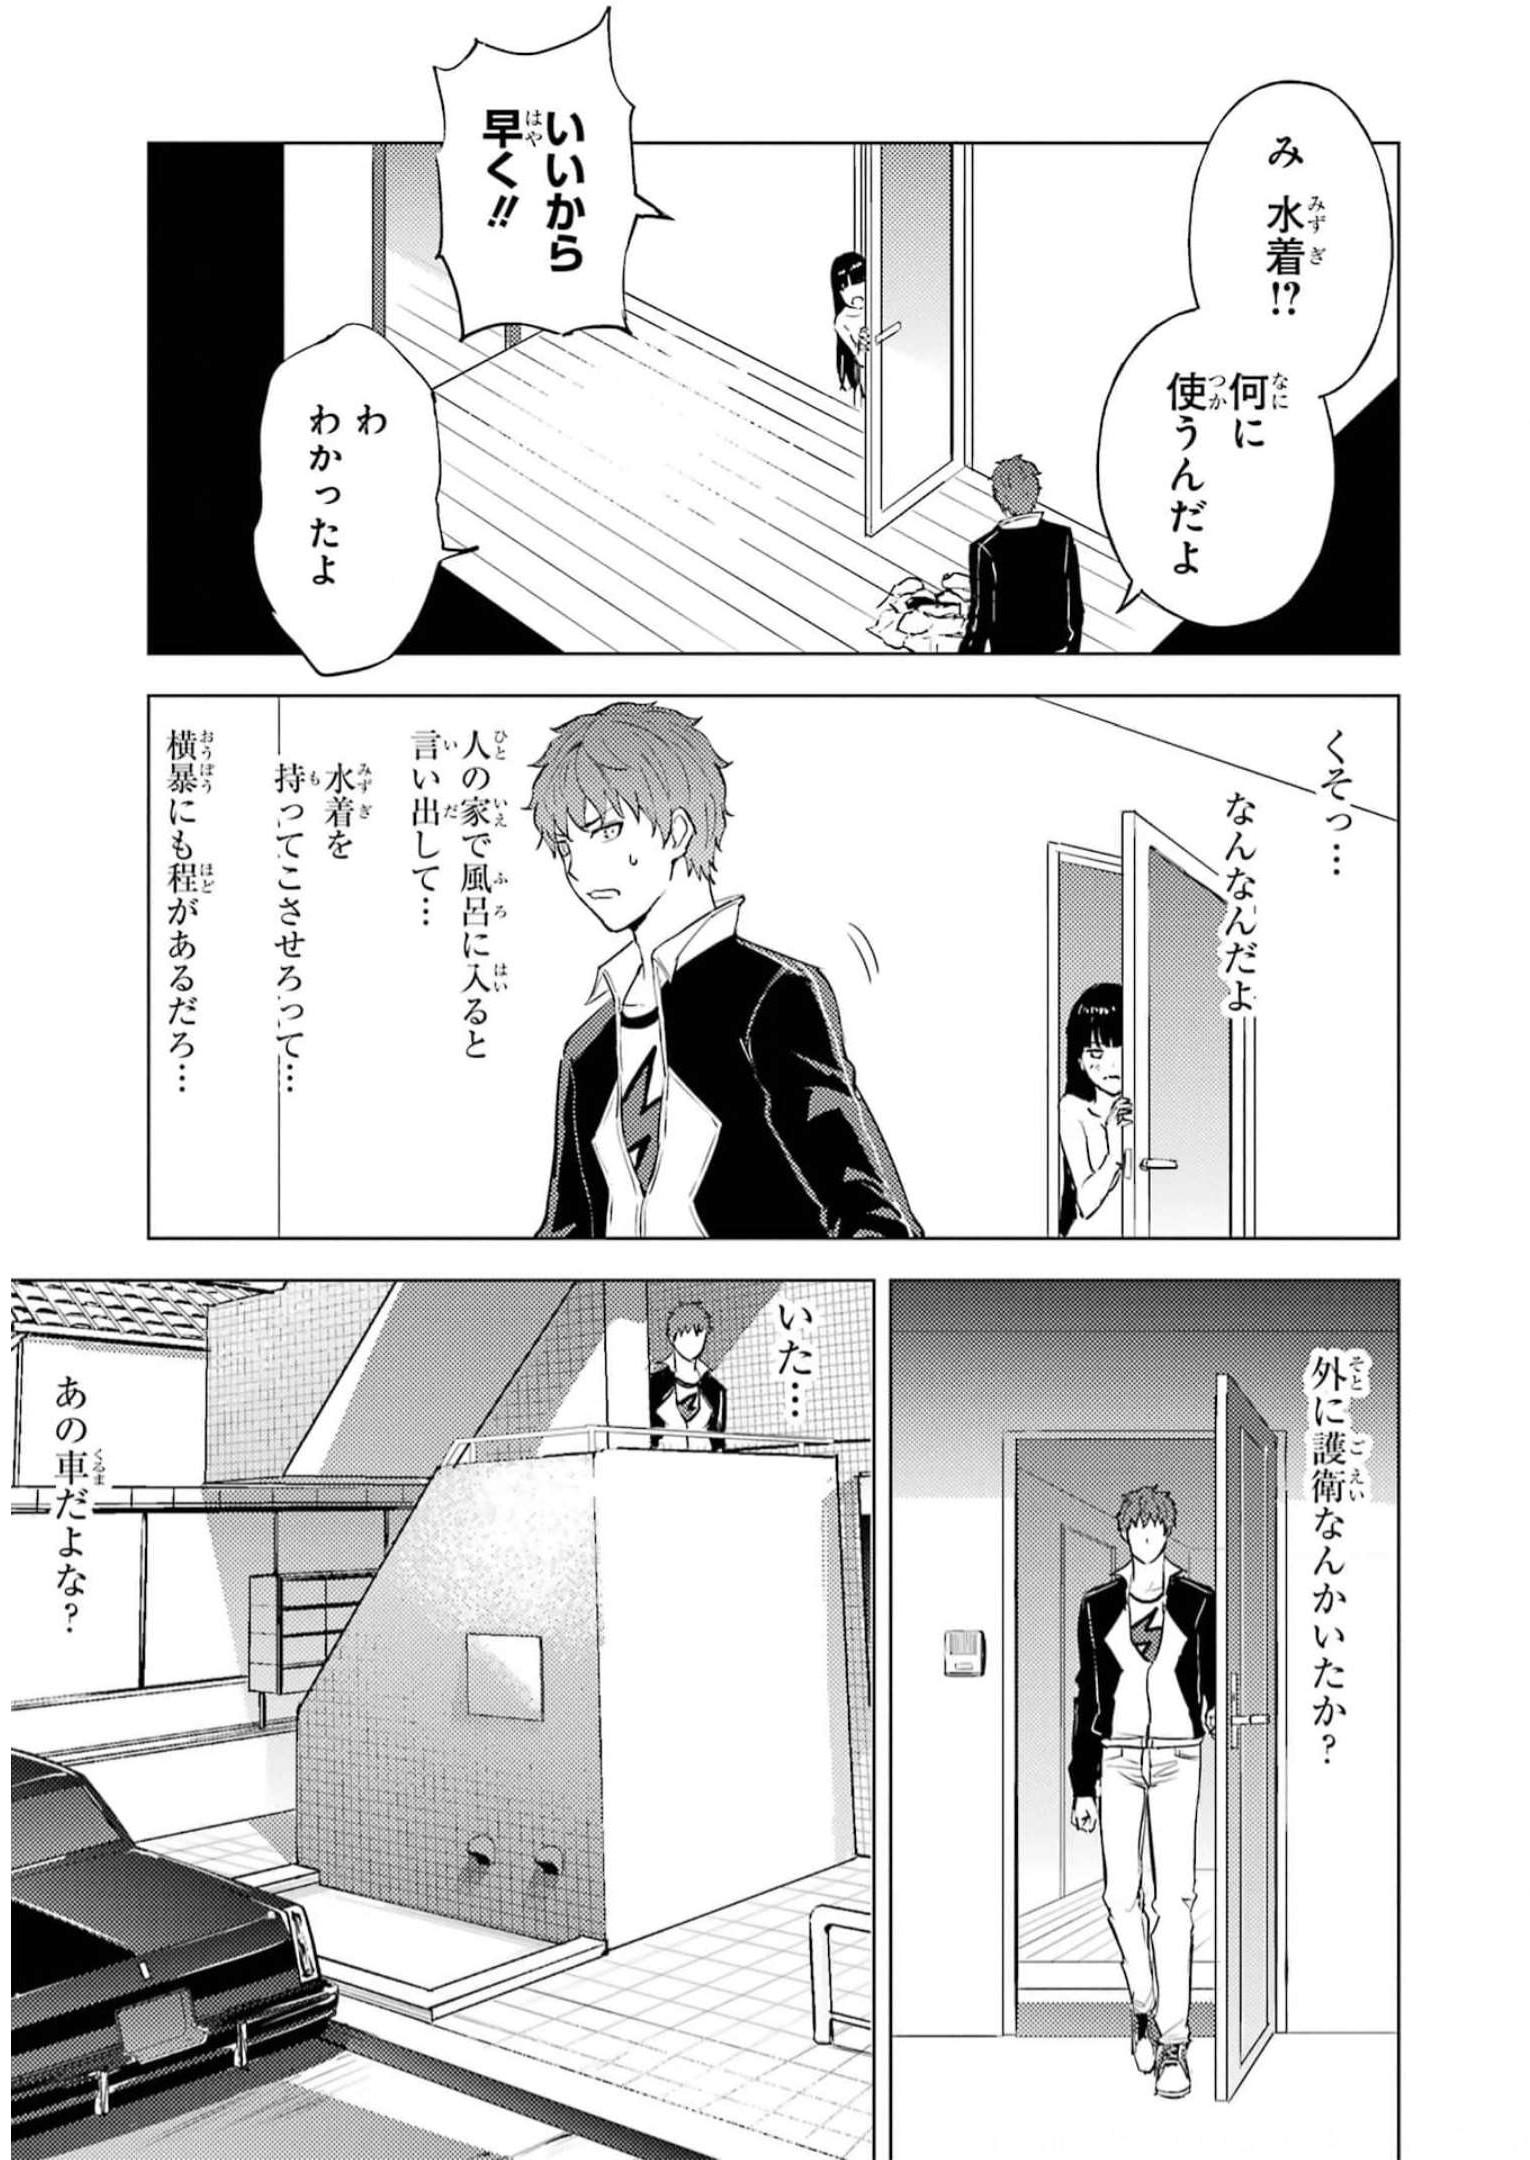 み 水着!?
何に
使うんだよ
いいから
早く!!
わ
わかったよ
くそっ…
なんなんだよ
人の家で風呂に入ると
言い出して…
水着を
持ってこさせろって…
横暴にも程があるだろ…
外に護衛なんかいたか?
いた…
あの車だよな?